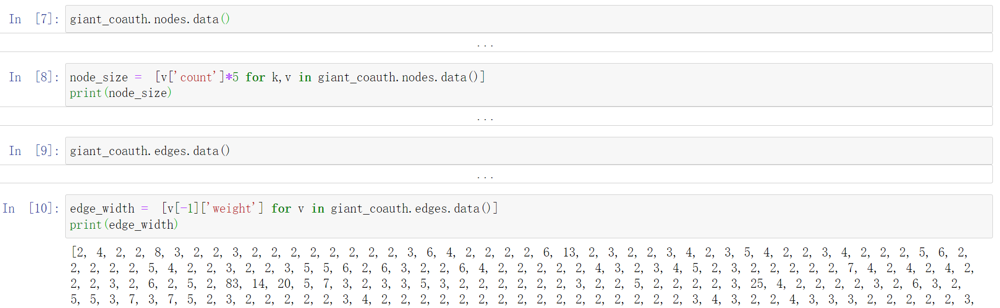 In [7]: giant_coauth.nodes.data()
...
In [8]: node_size =  [v['count']*5 for k,v in giant_coauth.nodes.data()]
print(node_size)
...
In [9]: giant_coauth.edges.data()
...
In [10]: edge_width =  [v[-1]['weight'] for v in giant_coauth.edges.data()]
print(edge_width)
[2, 4, 2, 2, 8, 3, 2, 2, 3, 2, 2, 2, 2, 2, 2, 2, 2, 3, 6, 4, 2, 2, 2, 2, 6, 13, 2, 3, 2, 2, 3, 4, 2, 3, 5, 4, 2, 2, 3, 4, 2, 2, 2, 5, 6, 2,
2, 2, 2, 2, 5, 4, 2, 2, 3, 2, 2, 3, 5, 5, 6, 2, 6, 3, 2, 2, 6, 4, 2, 2, 2, 2, 2, 4, 3, 2, 3, 4, 5, 2, 3, 2, 2, 2, 2, 2, 7, 4, 2, 4, 2, 4, 2,
2, 2, 3, 2, 6, 2, 5, 2, 83, 14, 20, 5, 7, 3, 2, 3, 3, 5, 3, 2, 2, 2, 2, 2, 2, 3, 2, 2, 5, 2, 2, 2, 2, 3, 25, 4, 2, 2, 2, 2, 3, 2, 6, 3, 2,
5, 5, 3, 7, 3, 7, 5, 2, 3, 2, 2, 2, 2, 2, 3, 4, 2, 2, 2, 2, 2, 2, 2, 2, 2, 2, 2, 2, 2, 2, 2, 2, 3, 4, 3, 2, 2, 4, 3, 3, 3, 2, 2, 2, 2, 2, 3,